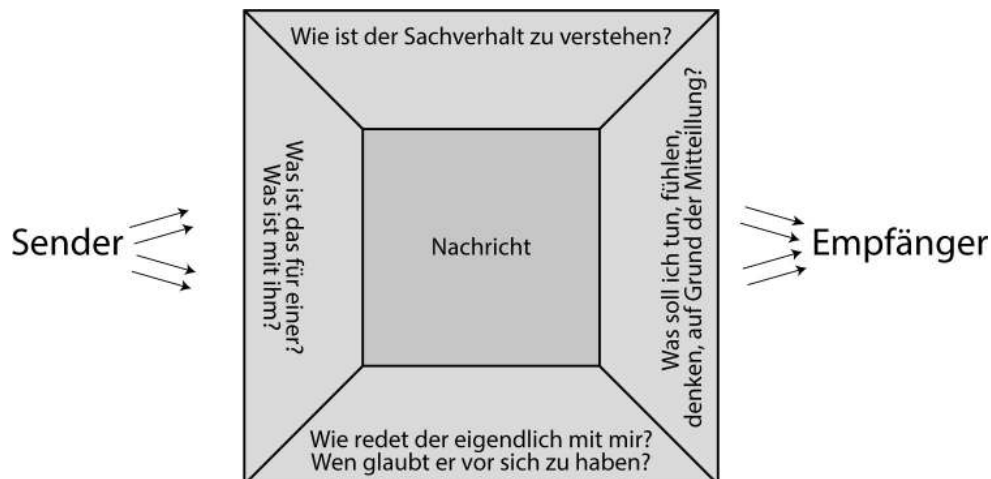 Wie ist der Sachverhalt zu verstehen?
Sender
Was ist das für einer?
Was ist mit ihm?
Nachricht
Was soll ich tun, fühlen,
denken, auf Grund der Mitteillung?
Empfänger
Wie redet der eigendlich mit mir?
Wen glaubt er vor sich zu haben?